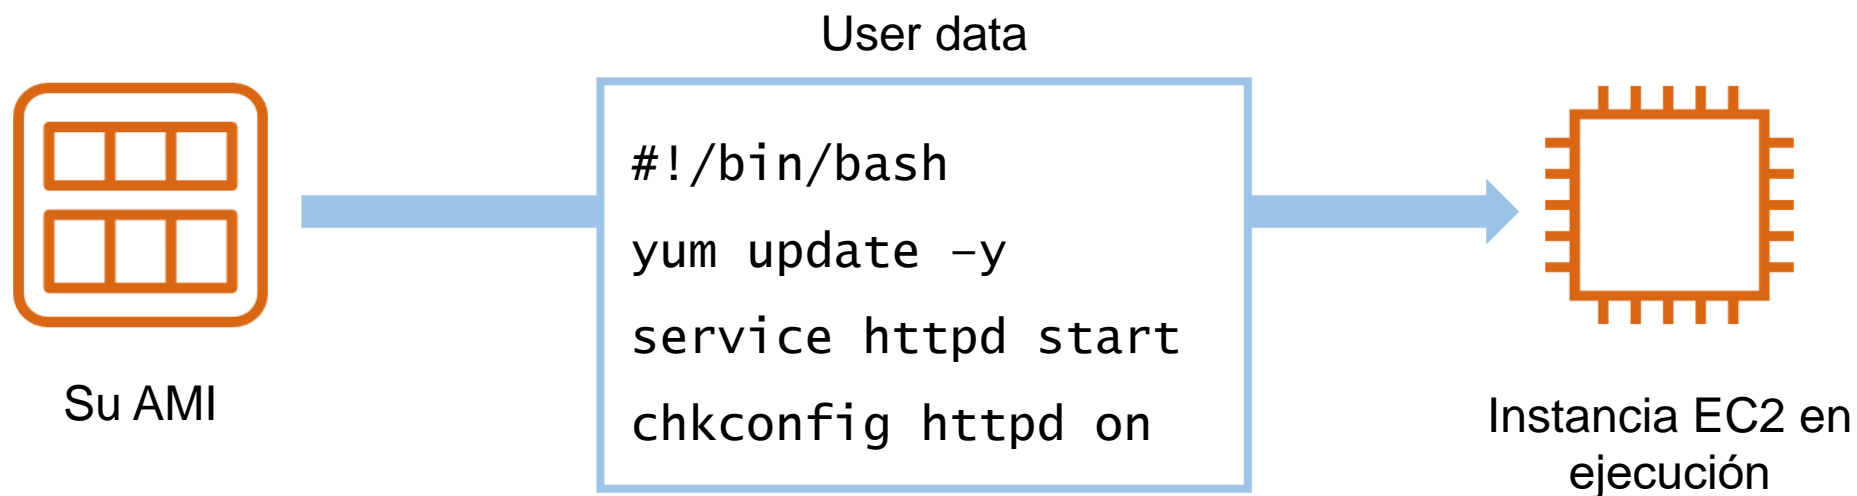 User data
#!/bin/bash
yum update –y
service httpd start
chkconfig httpd on
Su AMI
Instancia EC2 en
ejecución